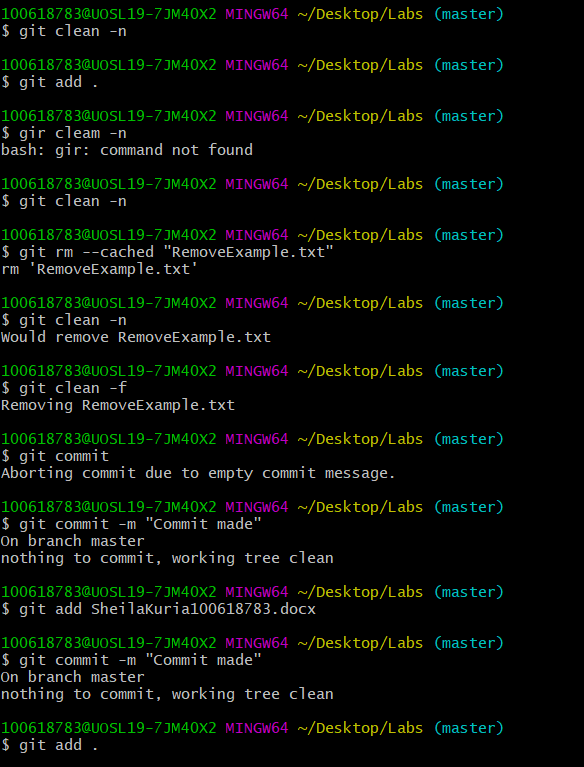 100618783@UOSL19-7JM40X2 MINGW64 ~/Desktop/Labs (master)
$ git clean -n
100618783@UOSL19-7JM40X2 MINGW64 ~/Desktop/Labs (master)
$ git add .
100618783@UOSL19-7JM40X2 MINGW64 ~/Desktop/Labs (master)
$ gir cleam -n
bash: gir: command not found
100618783@UOSL19-7JM40X2 MINGW64 ~/Desktop/Labs (master)
$ git clean -n
100618783@UOSL19-7JM40X2 MINGW64 ~/Desktop/Labs (master)
$ git rm --cached "RemoveExample.txt"
rm 'RemoveExample.txt'
100618783@UOSL19-7JM40X2 MINGW64 ~/Desktop/Labs (master)
$ git clean -n
Would remove RemoveExample.txt
100618783@UOSL19-7JM40X2 MINGW64 ~/Desktop/Labs (master)
$ git clean -f
Removing RemoveExample.txt
100618783@UOSL19-7JM40X2 MINGW64 ~/Desktop/Labs (master)
$ git commit
Aborting commit due to empty commit message.
100618783@UOSL19-7JM40X2 MINGW64 ~/Desktop/Labs (master)
$ git commit -m "Commit made"
On branch master
nothing to commit, working tree clean
100618783@UOSL19-7JM40X2 MINGW64 ~/Desktop/Labs (master)
$ git add SheilaKuria100618783.docx
100618783@UOSL19-7JM40X2 MINGW64 ~/Desktop/Labs (master)
$ git commit -m "Commit made"
On branch master
nothing to commit, working tree clean
100618783@UOSL19-7JM40X2 MINGW64 ~/Desktop/Labs (master)
$ git add .